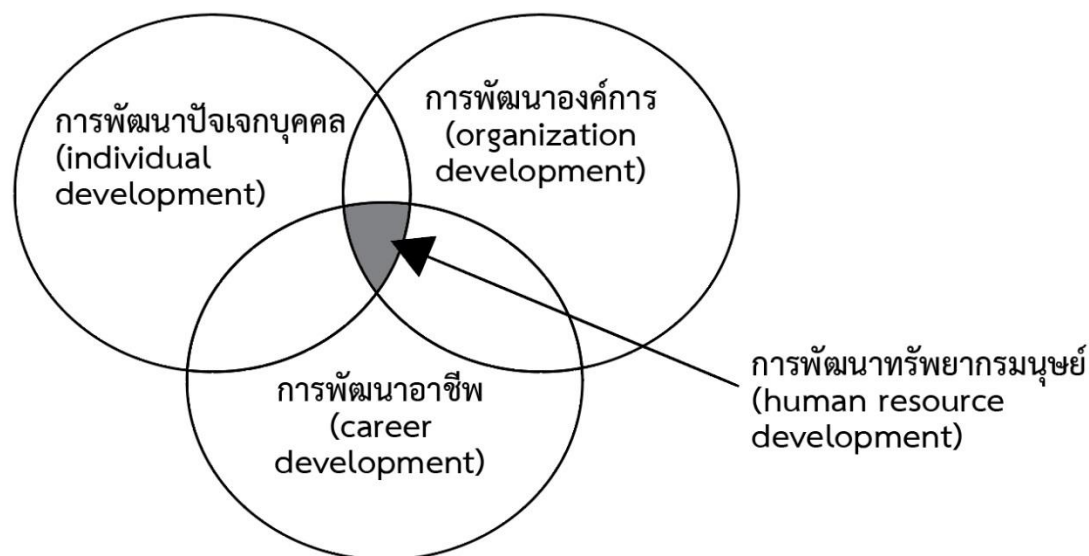 การพัฒนาปัจเจกบุคคล
(individual
development)
การพัฒนาองค์การ
(organization
development)
การพัฒนาอาชีพ
(career
development)
การพัฒนาทรัพยากรมนุษย์
(human resource
development)